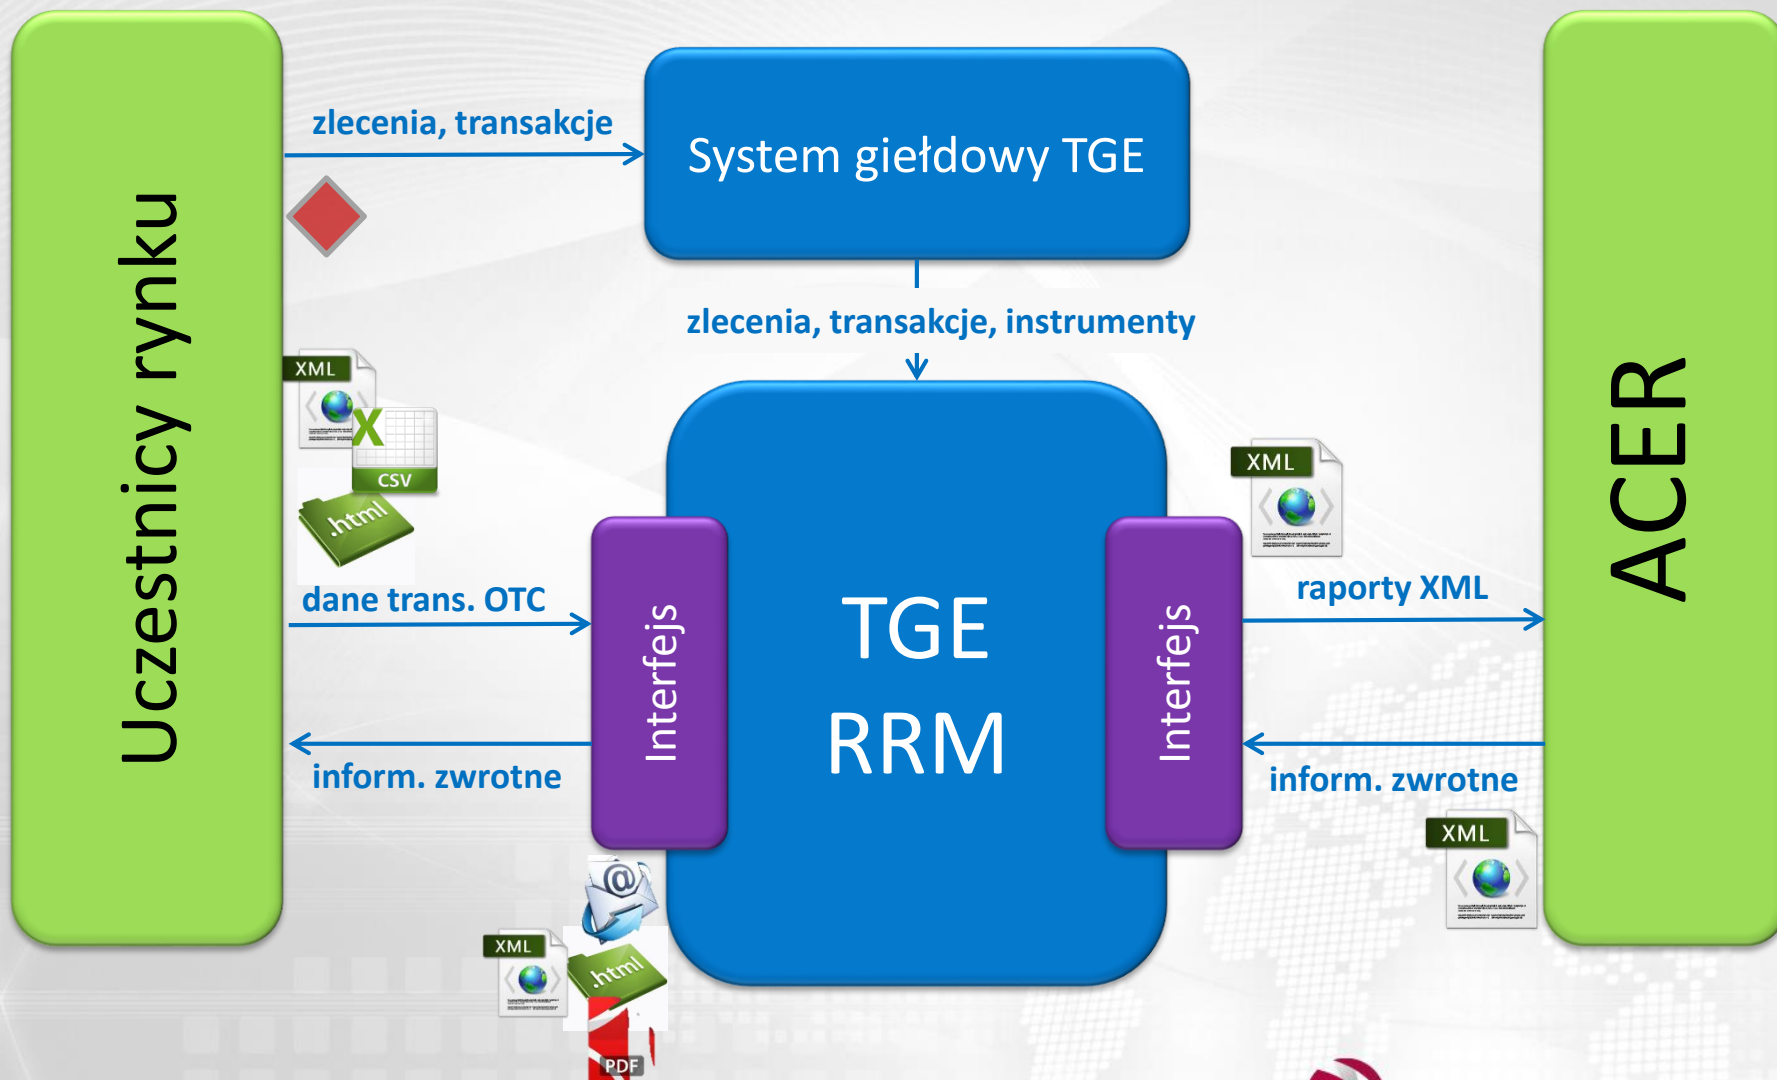 Uczestnicy rynku
zlecenia, transakcje
System giełdowy TGE
zlecenia, transakcje, instrumenty
XML
CSV
.html
dane trans. OTC
inform. zwrotne
Interfejs
TGE
RRM
Interfejs
XML
raporty XML
inform. zwrotne
XML
ACER
@
XML
.html
PDF